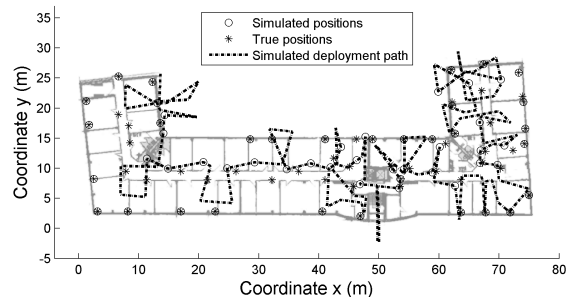 35
30
25
20
15
10
5
0
-5
Coordinate y (m)
Simulated positions
True positions
Simulated deployment path
0 10 20 30 40 50 60 70 80
Coordinate x (m)